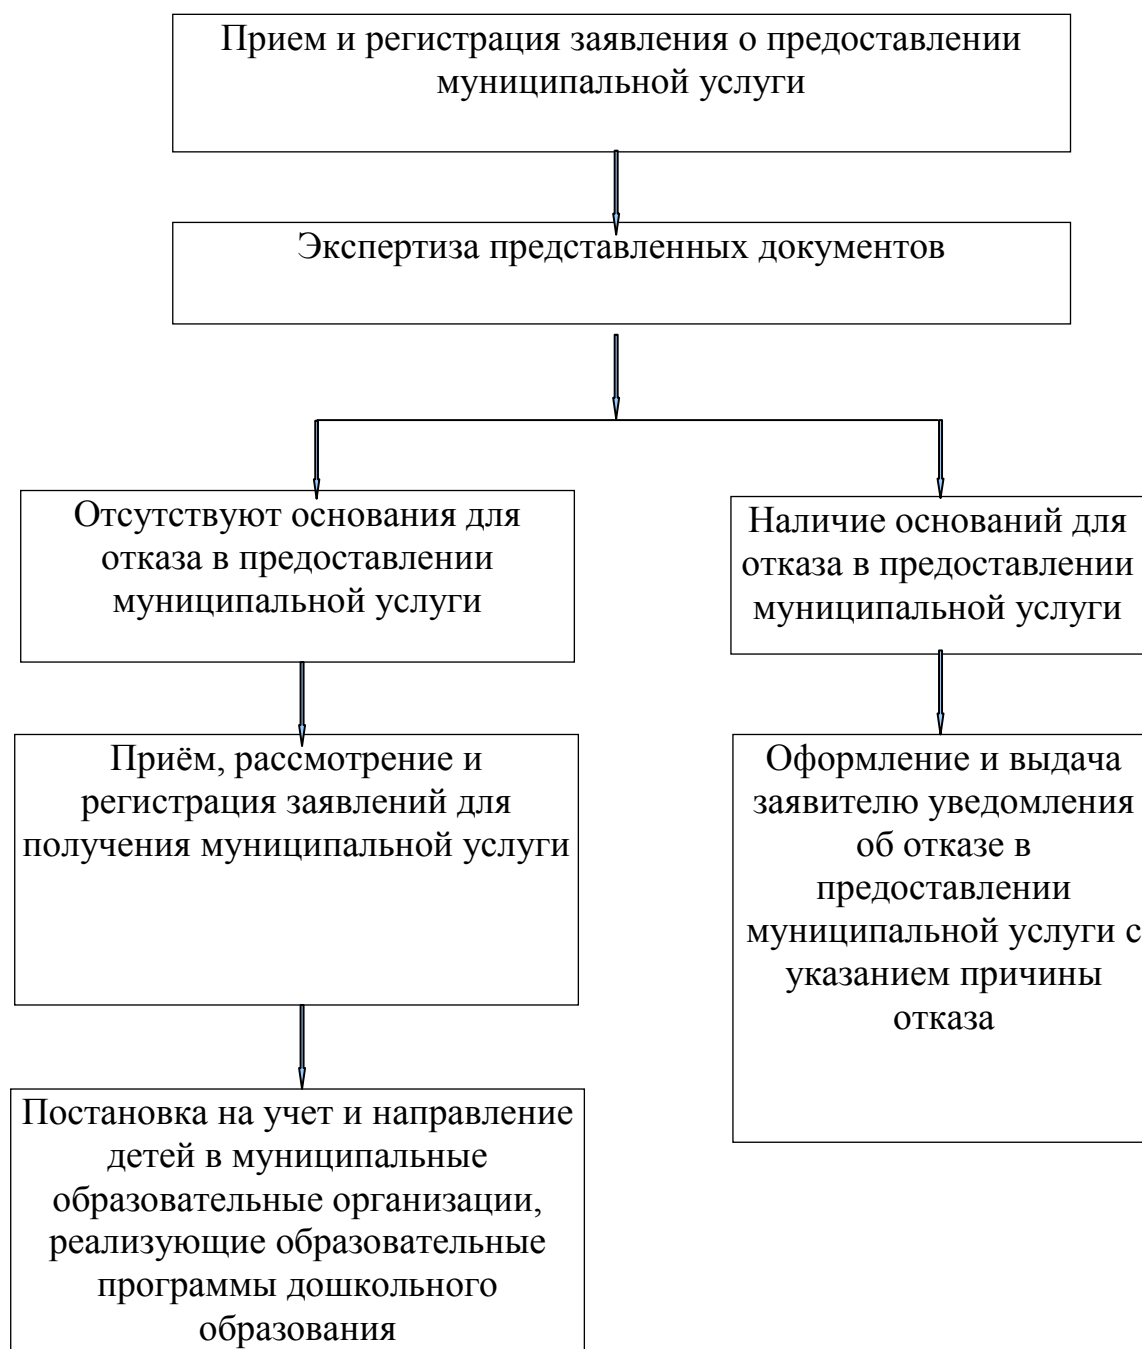 Прием и регистрация заявления о предоставлении
муниципальной услуги
Экспертиза представленных документов
Отсутствуют основания для
отказа в предоставлении
муниципальной услуги
Наличие оснований для
отказа в предоставлении
муниципальной услуги
Приём, рассмотрение и
регистрация заявлений для
получения муниципальной услуги
Оформление и выдача
заявителю уведомления
об отказе в
предоставлении
муниципальной услуги с
указанием причины
отказа
Постановка на учет и направление
детей в муниципальные
образовательные организации,
реализующие образовательные
программы дошкольного
образования